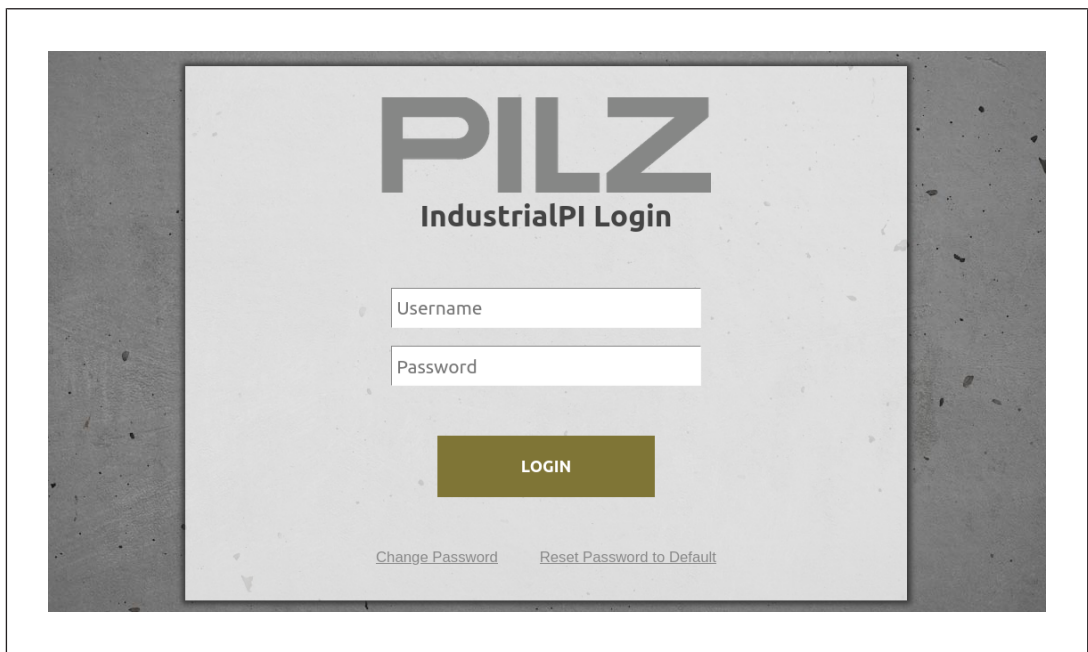 PILZ
IndustrialPI Login
Username
Password
LOGIN
Change Password Reset Password to Default